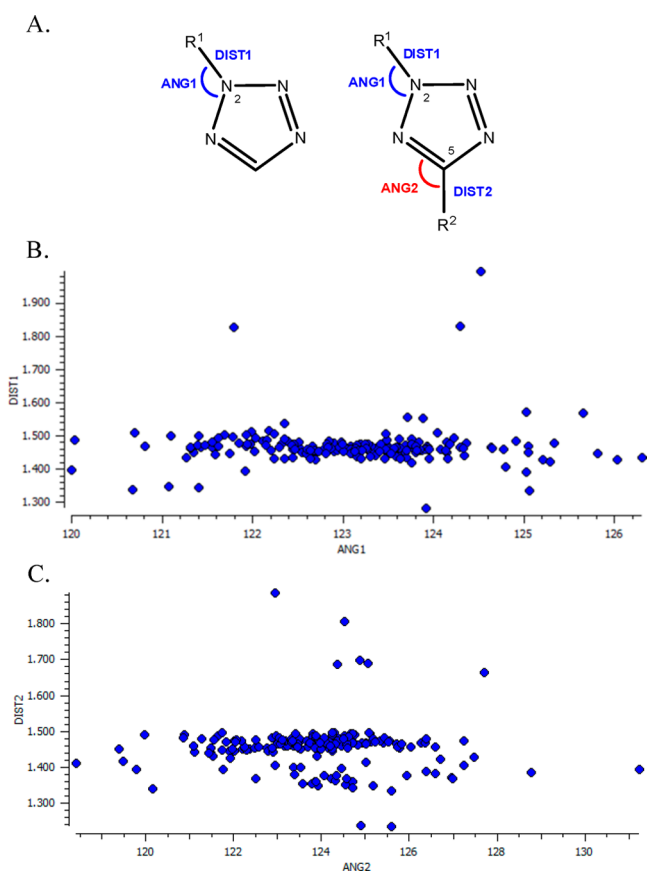 A.
R1 R1
DIST1 DIST1
ANG1 ANG1
N 2 N N 2 N
N N N N
5
ANG2 DIST2
R2
B.
1.900
1.800
1.700
1.600
1.500
1.400
1.300
DIST1
120 121 122 123 124 125 126
ANG1
C.
1.800
1.700
1.600
1.500
1.400
1.300
DIST2
120 122 124 126 128 130
ANG2